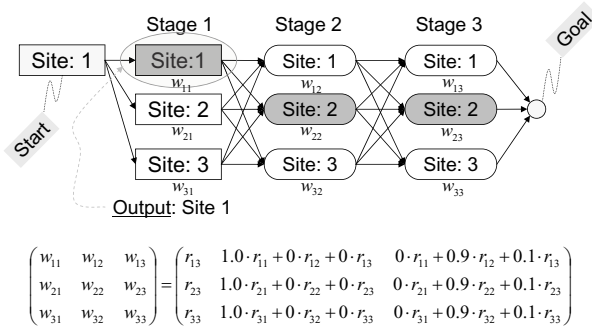 Stage 1 Stage 2 Stage 3
Goal
Site: 1 Site:1 Site: 1 Site: 1
w₁₁ w₁₂ w₁₃
Site: 2 Site: 2 Site: 2
w₂₁ w₂₂ w₂₃
Start
Site: 3 Site: 3 Site: 3
w₃₁ w₃₂ w₃₃
Output: Site 1
w₁₁ w₁₂ w₁₃ r₁₃ 1.0·r₁₁+0·r₁₂+0·r₁₃ 0·r₁₁+0.9·r₁₂+0.1·r₁₃
w₂₁ w₂₂ w₂₃ = r₂₃ 1.0·r₂₁+0·r₂₂+0·r₂₃ 0·r₂₁+0.9·r₂₂+0.1·r₂₃
w₃₁ w₃₂ w₃₃ r₃₃ 1.0·r₃₁+0·r₃₂+0·r₃₃ 0·r₃₁+0.9·r₃₂+0.1·r₃₃